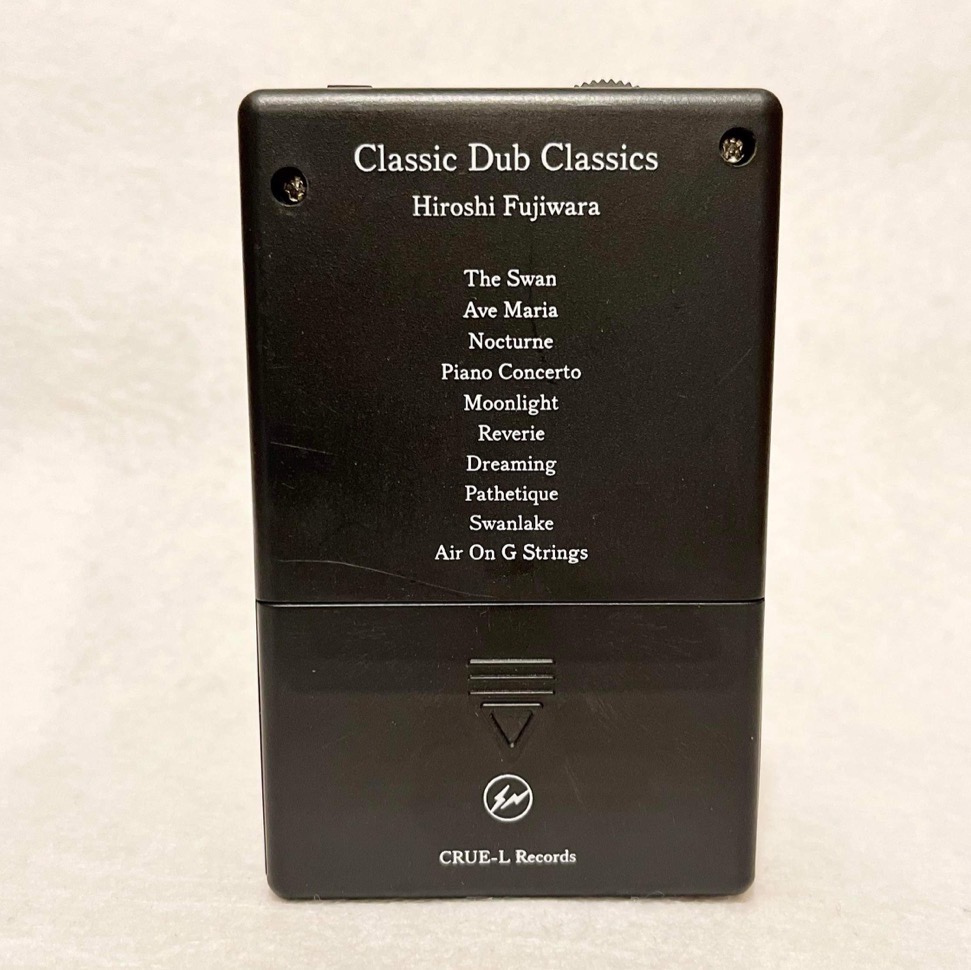 Classic Dub Classics
Hiroshi Fujiwara
The Swan
Ave Maria
Nocturne
Piano Concerto
Moonlight
Reverie
Dreaming
Pathetique
Swanlake
Air On G Strings
CRUE-L Records